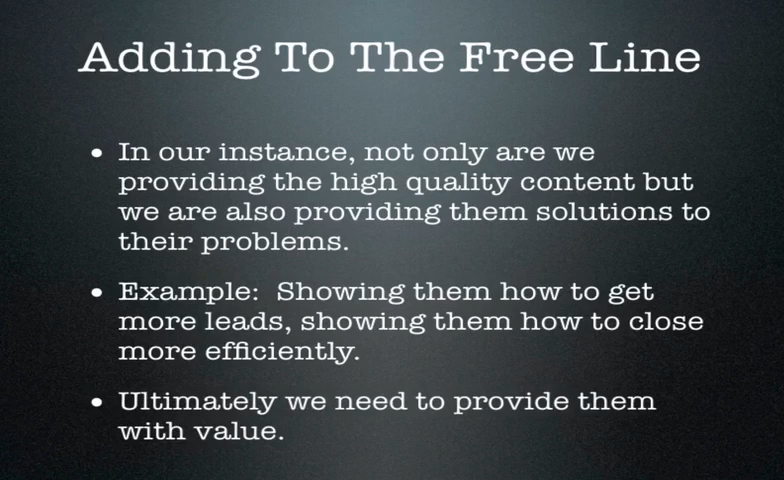 Adding To The Free Line
• In our instance, not only are we
providing the high quality content but
we are also providing them solutions to
their problems.
• Example:  Showing them how to get
more leads, showing them how to close
more efficiently.
• Ultimately we need to provide them
with value.